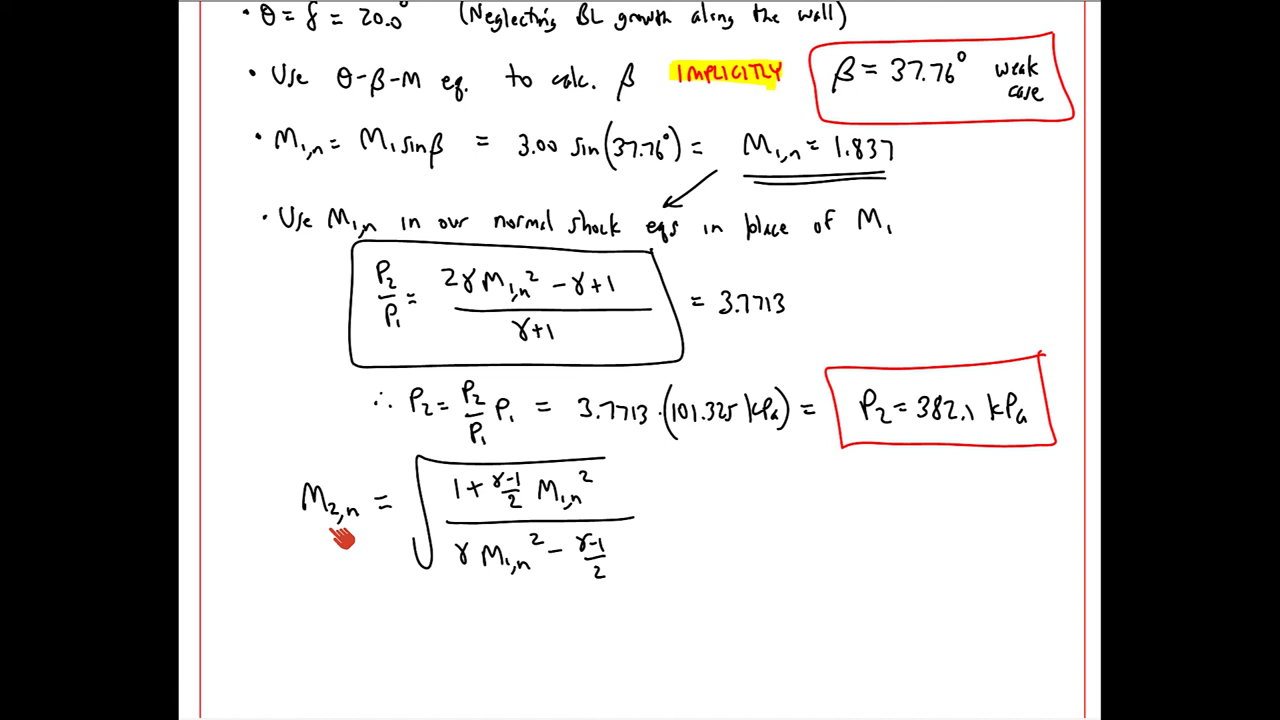 • θ = δ = 20.0° (Neglecting BL growth along the wall)
• Use θ-β-M eq. to calc. β IMPLICITLY β = 37.76° weak case
• M₁,n = M₁ sinβ = 3.00 sin(37.76°) = M₁,n = 1.837
• Use M₁,n in our normal shock eqs in place of M₁
P₂/P₁ = (2γM₁,n² - γ+1)/(γ+1) = 3.7713
∴ P₂ = P₂/P₁ P₁ = 3.7713 · (101.325 kPa) = P₂ = 382.1 kPa
M₂,n = √((1 + γ-1/2 M₁,n²)/(γ M₁,n² - γ-1/2))